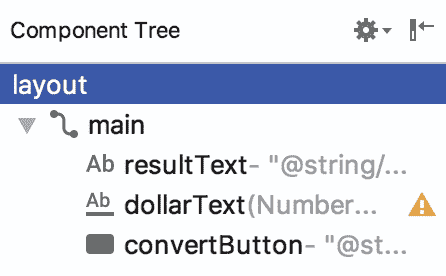 Component Tree
layout
main
Ab resultText- "@string/...
Ab dollarText(Number...
convertButton- "@st...